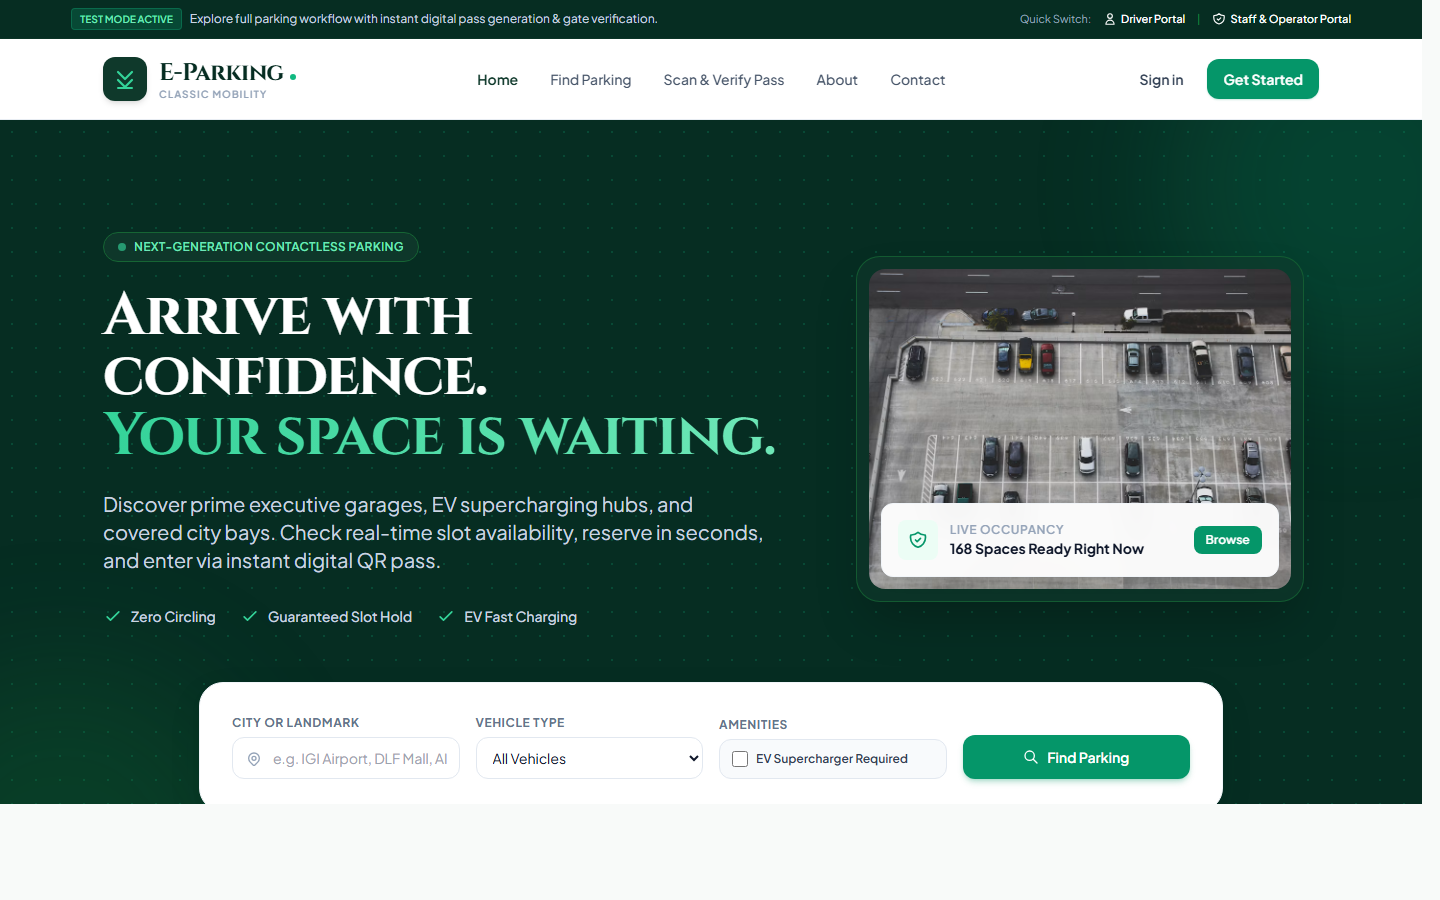 TEST MODE ACTIVE
Explore full parking workflow with instant digital pass generation & gate verification.
Quick Switch:
Driver Portal
|
Staff & Operator Portal
E-Parking
CLASSIC MOBILITY
Home
Find Parking
Scan & Verify Pass
About
Contact
Sign in
Get Started
NEXT-GENERATION CONTACTLESS PARKING
Arrive with
confidence.
Your space is waiting.
Discover prime executive garages, EV supercharging hubs, and
covered city bays. Check real-time slot availability, reserve in seconds,
and enter via instant digital QR pass.
Zero Circling
Guaranteed Slot Hold
EV Fast Charging
LIVE OCCUPANCY
168 Spaces Ready Right Now
Browse
CITY OR LANDMARK
e.g. IGI Airport, DLF Mall, AI
VEHICLE TYPE
All Vehicles
AMENITIES
EV Supercharger Required
Find Parking